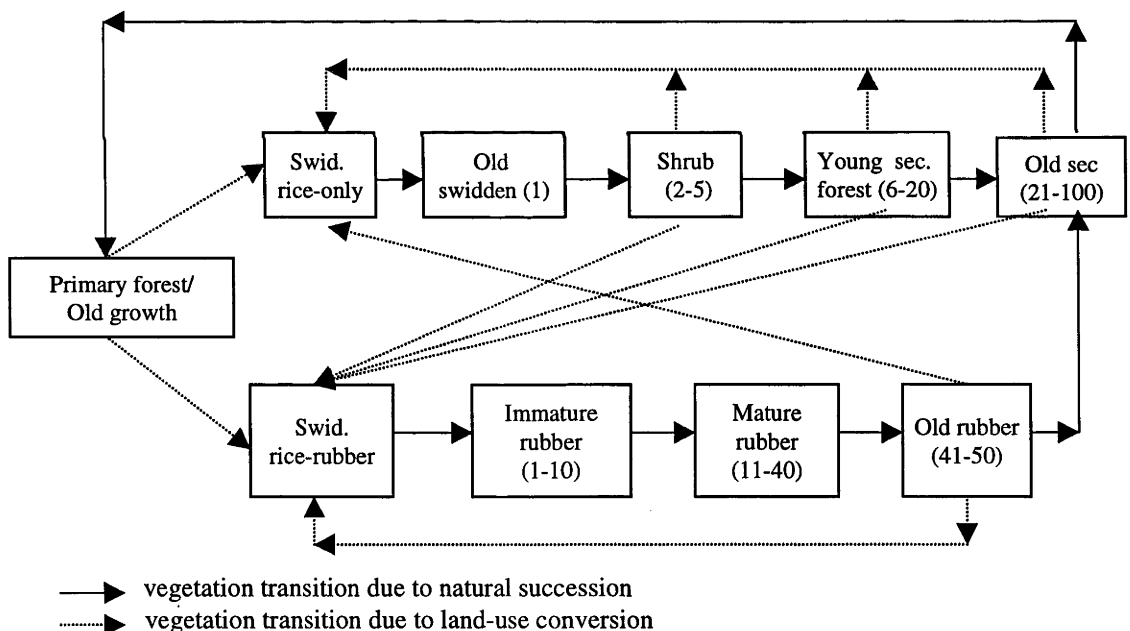 Swid.
rice-only
Old
swidden (1)
Shrub
(2-5)
Young sec.
forest (6-20)
Old sec
(21-100)
Primary forest/
Old growth
Swid.
rice-rubber
Immature
rubber
(1-10)
Mature
rubber
(11-40)
Old rubber
(41-50)
vegetation transition due to natural succession
vegetation transition due to land-use conversion